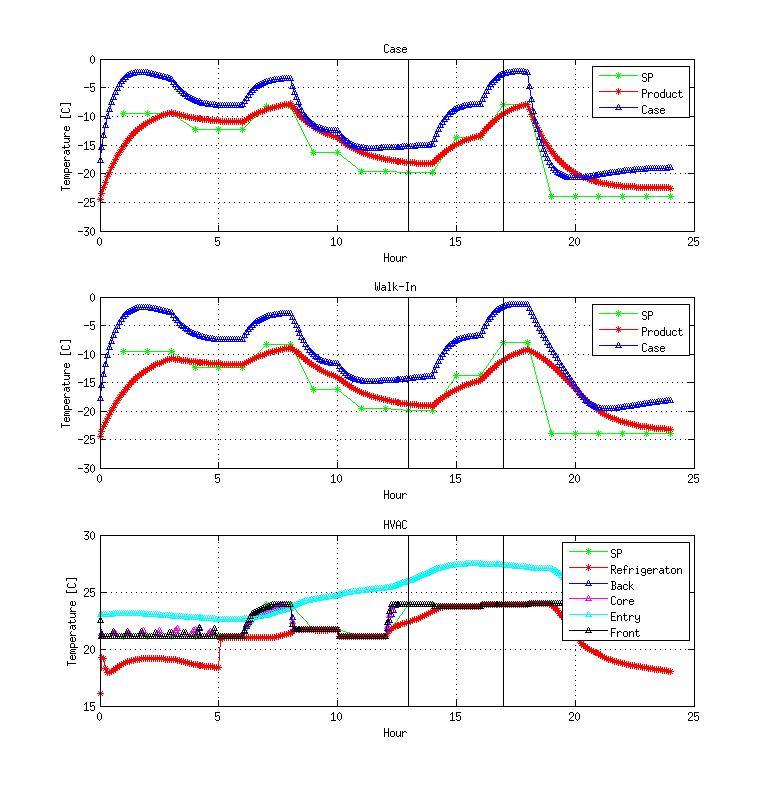 Case
0
-5
-10
-15
-20
-25
-30
Temperature [C]
SP
Product
Case
0 5 10 15 20 25
Hour
Walk-In
0
-5
-10
-15
-20
-25
-30
Temperature [C]
SP
Product
Case
0 5 10 15 20 25
Hour
HVAC
30
25
20
15
Temperature [C]
SP
Refrigeraton
Back
Core
Entry
Front
0 5 10 15 20 25
Hour